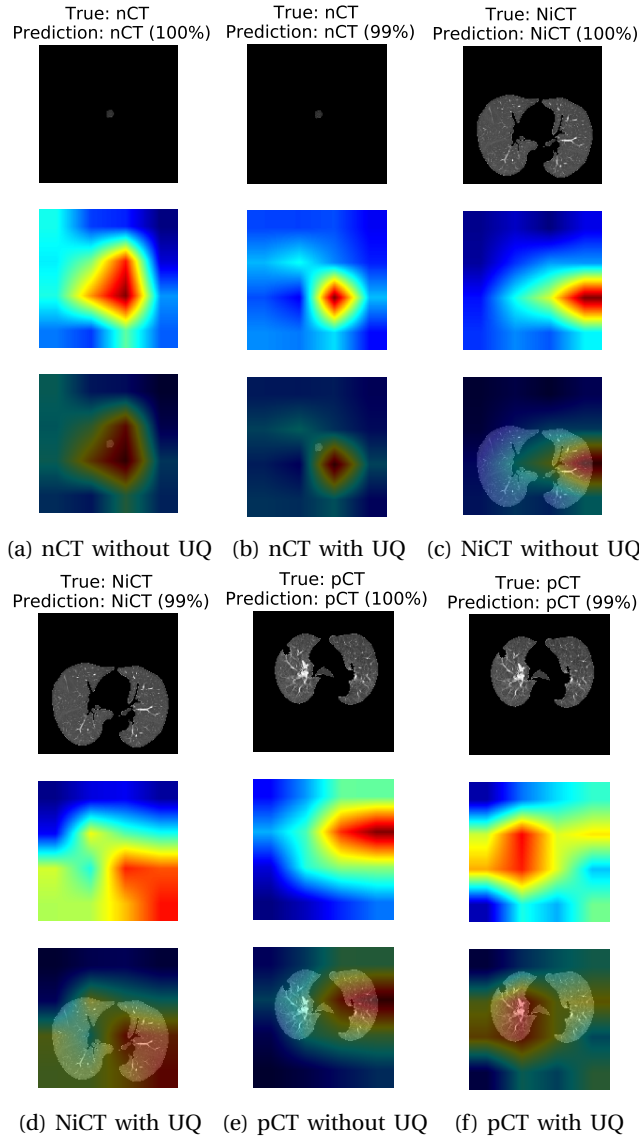 True: nCT
Prediction: nCT (100%)
True: nCT
Prediction: nCT (99%)
True: NiCT
Prediction: NiCT (100%)
(a) nCT without UQ
(b) nCT with UQ
(c) NiCT without UQ
True: NiCT
Prediction: NiCT (99%)
True: pCT
Prediction: pCT (100%)
True: pCT
Prediction: pCT (99%)
(d) NiCT with UQ
(e) pCT without UQ
(f) pCT with UQ